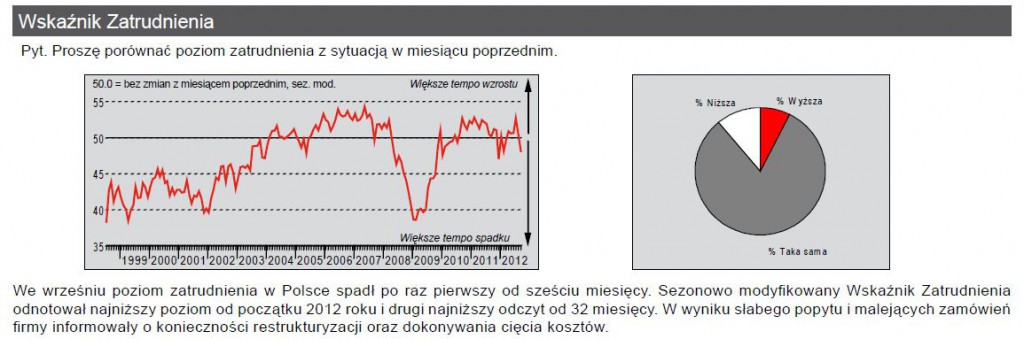 Wskaźnik Zatrudnienia
Pyt. Proszę porównać poziom zatrudnienia z sytuacją w miesiącu poprzednim.
50.0 = bez zmian z miesiącem poprzednim, sez. mod.
Większe tempo wzrostu
55
50
45
40
35
Większe tempo spadku
1999 2000 2001 2002 2003 2004 2005 2006 2007 2008 2009 2010 2011 2012
% Niższa
% Wyższa
% Taka sama
We wrześniu poziom zatrudnienia w Polsce spadł po raz pierwszy od sześciu miesięcy. Sezonowo modyfikowany Wskaźnik Zatrudnienia
odnotował najniższy poziom od początku 2012 roku i drugi najniższy odczyt od 32 miesięcy. W wyniku słabego popytu i malejących zamówień
firmy informowały o konieczności restrukturyzacji oraz dokonywania cięcia kosztów.